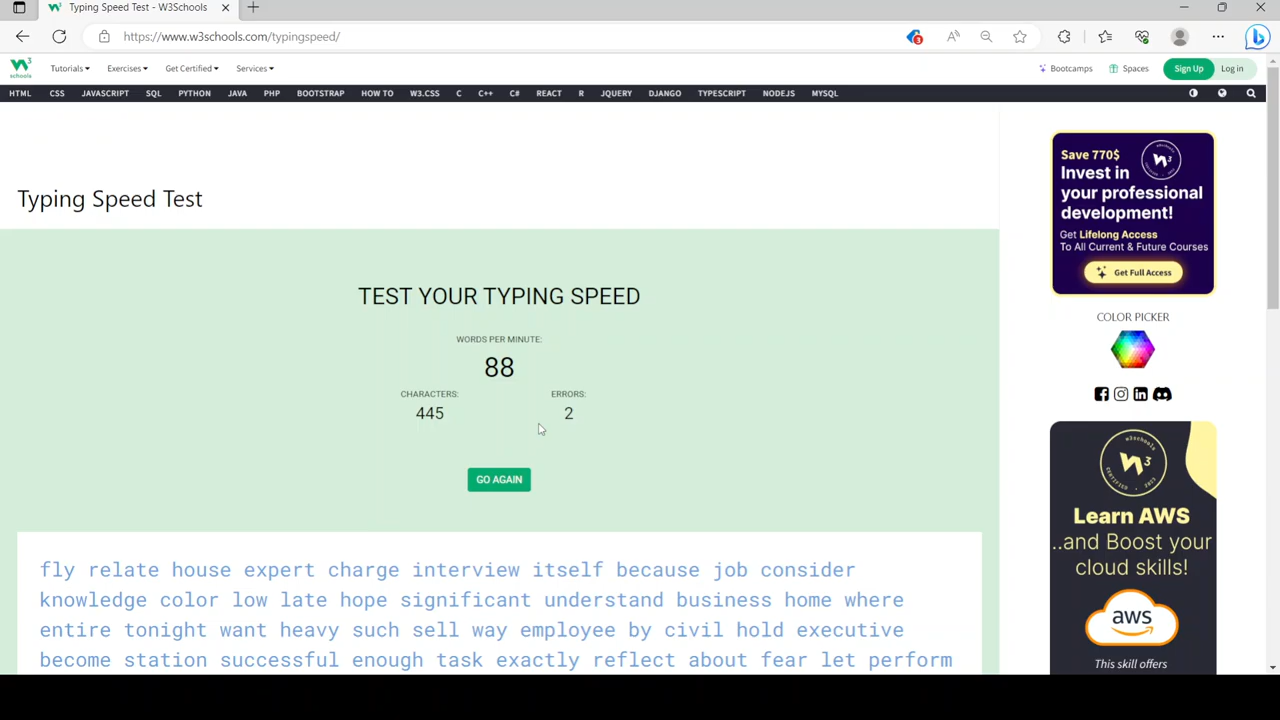 Typing Speed Test - W3Schools
https://www.w3schools.com/typingspeed/
3
W3 schools
Tutorials Exercises Get Certified Services
Bootcamps Spaces Sign Up Log in
HTML CSS JAVASCRIPT SQL PYTHON JAVA PHP BOOTSTRAP HOW TO W3.CSS C C++ C# REACT R JQUERY DJANGO TYPESCRIPT NODEJS MYSQL
Typing Speed Test
TEST YOUR TYPING SPEED
WORDS PER MINUTE:
88
CHARACTERS: ERRORS:
445 2
GO AGAIN
fly relate house expert charge interview itself because job consider
knowledge color low late hope significant understand business home where
entire tonight want heavy such sell way employee by civil hold executive
become station successful enough task exactly reflect about fear let perform
Save 770$
Invest in
your professional
development!
Get Lifelong Access
To All Current & Future Courses
Get Full Access
COLOR PICKER
Learn AWS
..and Boost your
cloud skills!
aws
This skill offers